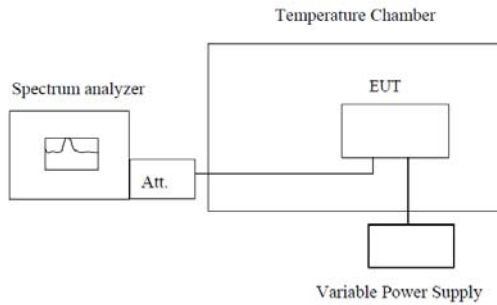 Temperature Chamber
Spectrum analyzer
EUT
Att.
Variable Power Supply